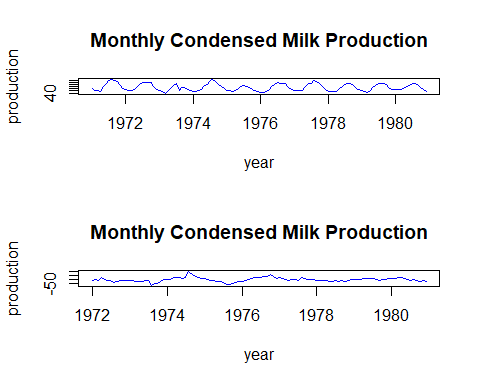 Monthly Condensed Milk Production
production
40
1972 1974 1976 1978 1980
year
Monthly Condensed Milk Production
production
-50
1972 1974 1976 1978 1980
year